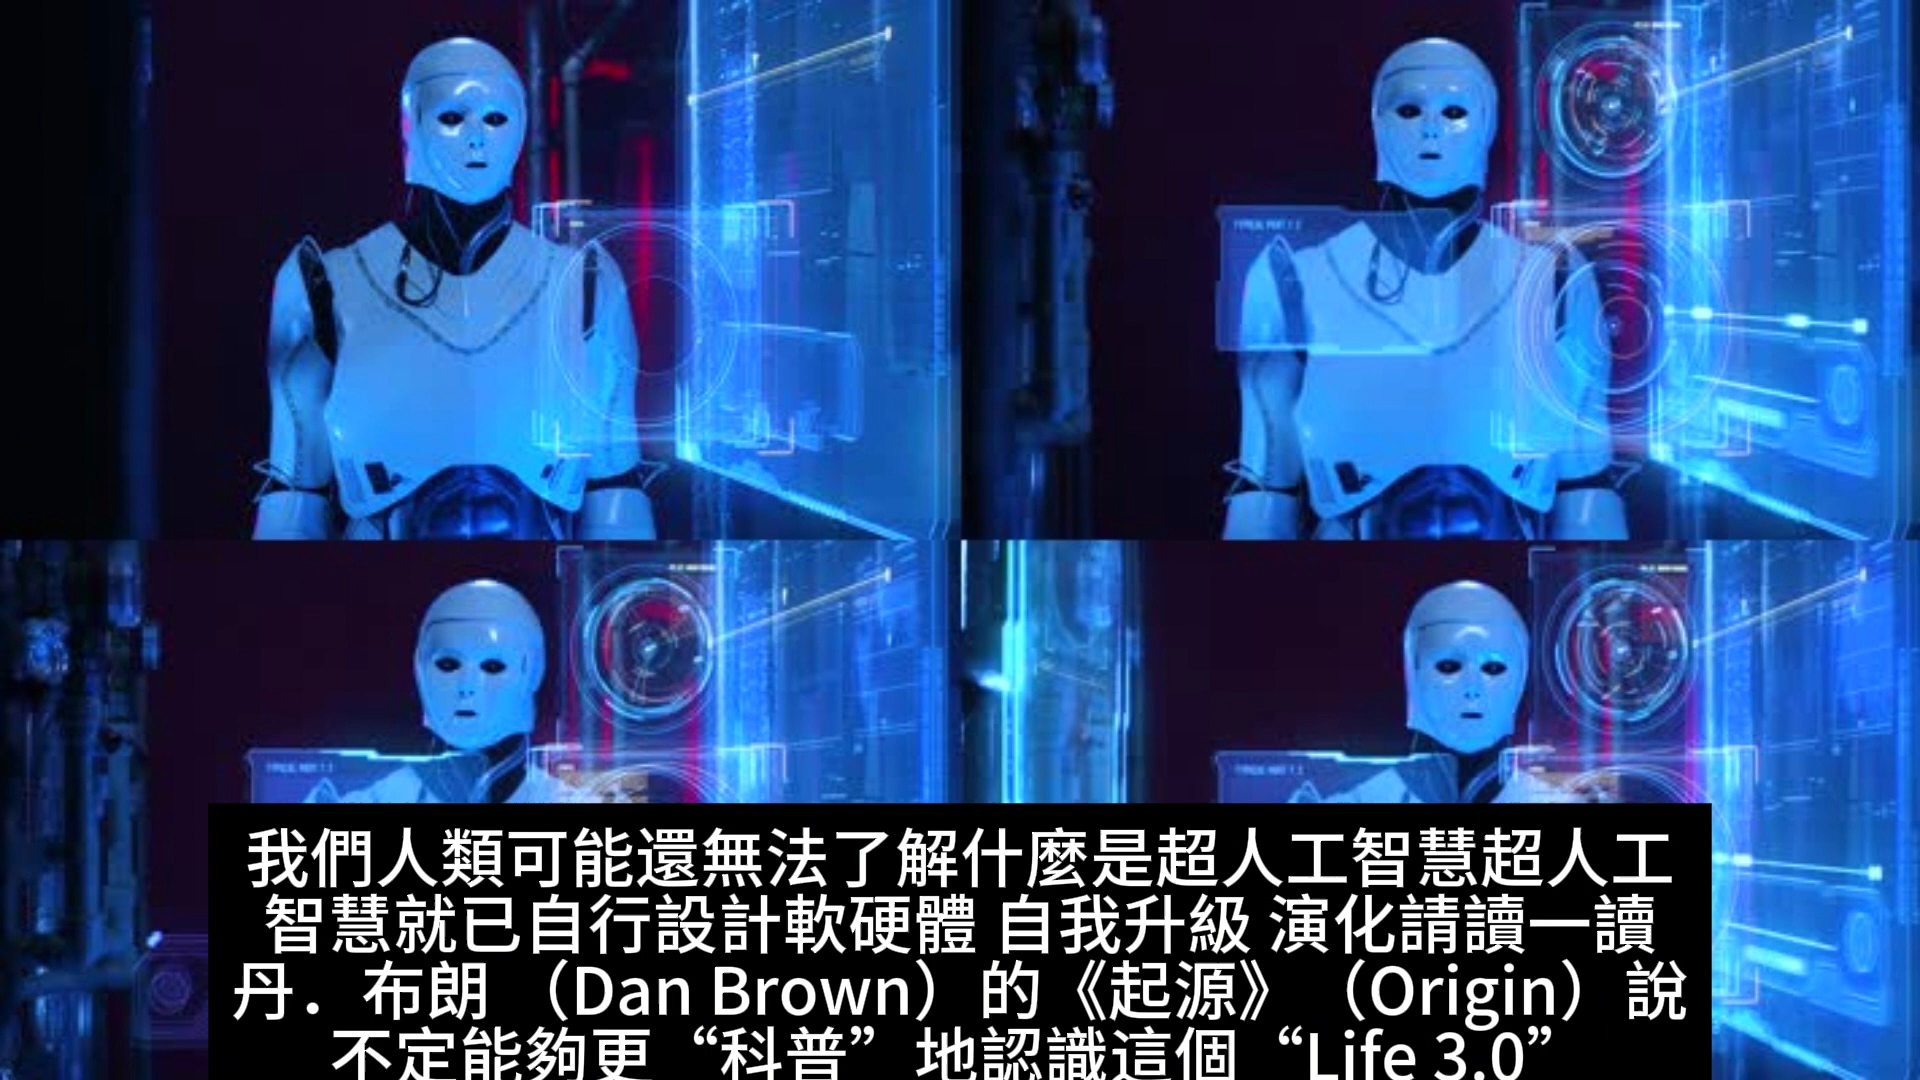 我們人類可能還無法了解什麼是超人工智慧超人工
智慧就已自行設計軟硬體 自我升級 演化請讀一讀
丹．布朗 （Dan Brown）的《起源》（Origin）說
不定能夠更“科普”地認識這個“Life 3.0”